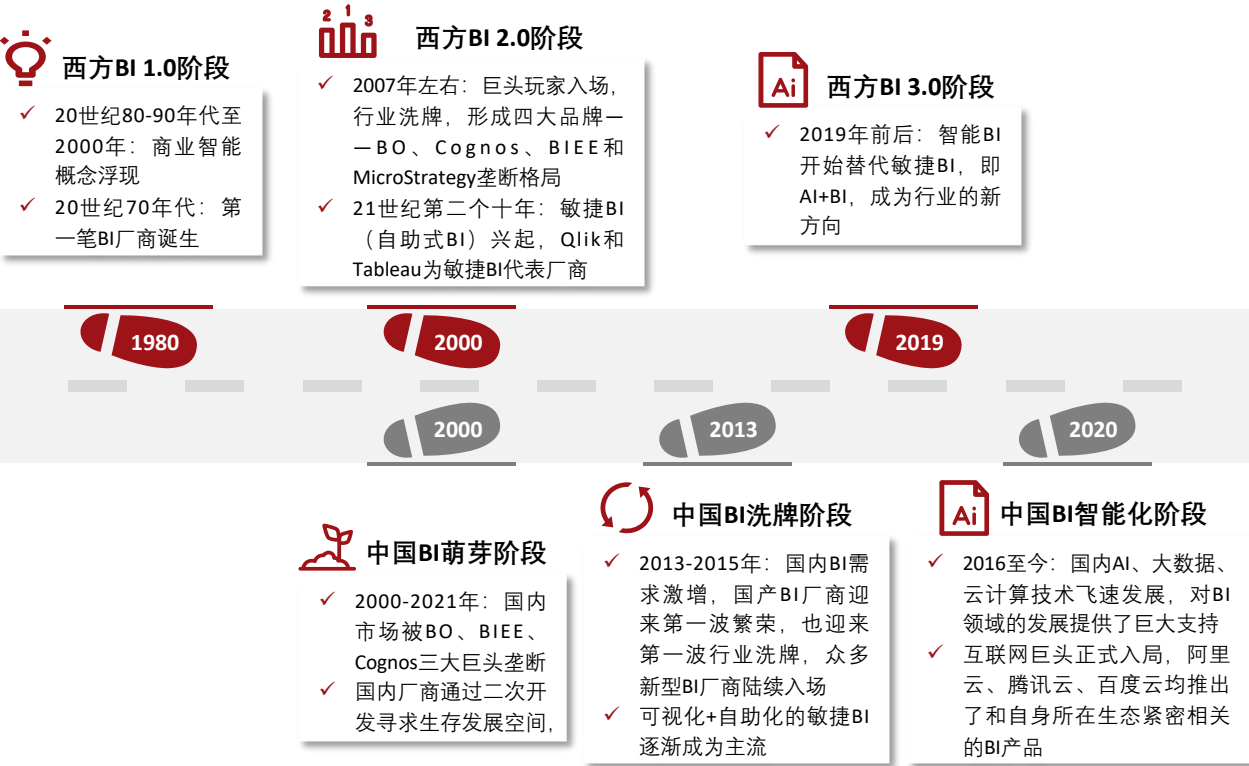 西方BI 1.0阶段
✓ 20世纪80-90年代至
2000年：商业智能
概念浮现
✓ 20世纪70年代：第
一笔BI厂商诞生
2 1 3
西方BI 2.0阶段
✓ 2007年左右：巨头玩家入场，
行业洗牌，形成四大品牌—
—BO、Cognos、BIEE和
MicroStrategy垄断格局
✓ 21世纪第二个十年：敏捷BI
（自助式BI）兴起，Qlik和
Tableau为敏捷BI代表厂商
Ai
西方BI 3.0阶段
✓ 2019年前后：智能BI
开始替代敏捷BI，即
AI+BI，成为行业的新
方向
1980
2000
2019
2000
2013
2020
中国BI萌芽阶段
✓ 2000-2021年：国内
市场被BO、BIEE、
Cognos三大巨头垄断
✓ 国内厂商通过二次开
发寻求生存发展空间，
中国BI洗牌阶段
✓ 2013-2015年：国内BI需
求激增，国产BI厂商迎
来第一波繁荣，也迎来
第一波行业洗牌，众多
新型BI厂商陆续入场
✓ 可视化+自助化的敏捷BI
逐渐成为主流
Ai
中国BI智能化阶段
✓ 2016至今：国内AI、大数据、
云计算技术飞速发展，对BI
领域的发展提供了巨大支持
✓ 互联网巨头正式入局，阿里
云、腾讯云、百度云均推出
了和自身所在生态紧密相关
的BI产品